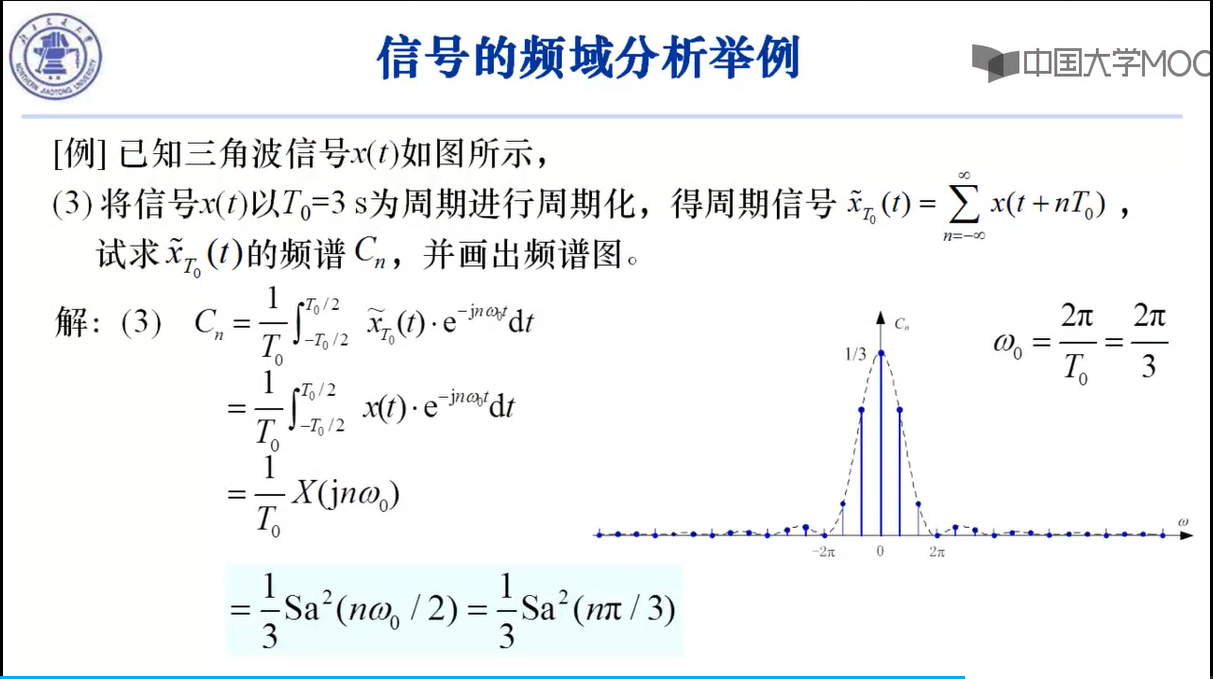 信号的频域分析举例
中国大学MOOC
NORTHERN JIAOTONG UNIVERSITY
[例] 已知三角波信号x(t)如图所示，
(3) 将信号x(t)以T₀=3 s为周期进行周期化，得周期信号 x̃_{T₀}(t) = ∑_{n=-∞}^{∞} x(t + nT₀) ，
试求 x̃_{T₀}(t)的频谱 Cₙ，并画出频谱图。
解：(3) Cₙ = 1/T₀ ∫_{-T₀/2}^{T₀/2} x̃_{T₀}(t)·e^{-jnω₀t}dt
= 1/T₀ ∫_{-T₀/2}^{T₀/2} x(t)·e^{-jnω₀t}dt
= 1/T₀ X(jnω₀)
= 1/3 Sa²(nω₀/2) = 1/3 Sa²(nπ/3)
Cₙ
1/3
-2π 0 2π
ω
ω₀ = 2π/T₀ = 2π/3